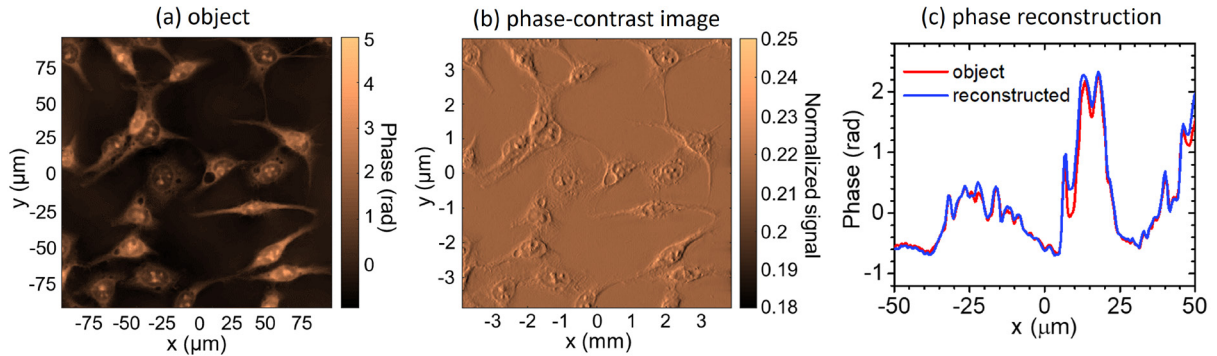 (a) object
(b) phase-contrast image
(c) phase reconstruction
75
50
25
0
-25
-50
-75
y (µm)
-75 -50 -25 0 25 50 75
x (µm)
5
4
3
2
1
0
Phase (rad)
3
2
1
0
-1
-2
-3
y (µm)
-3 -2 -1 0 1 2 3
x (mm)
0.25
0.24
0.23
0.22
0.21
0.2
0.19
0.18
Normalized signal
object
reconstructed
2
1
0
-1
Phase (rad)
-50 -25 0 25 50
x (µm)